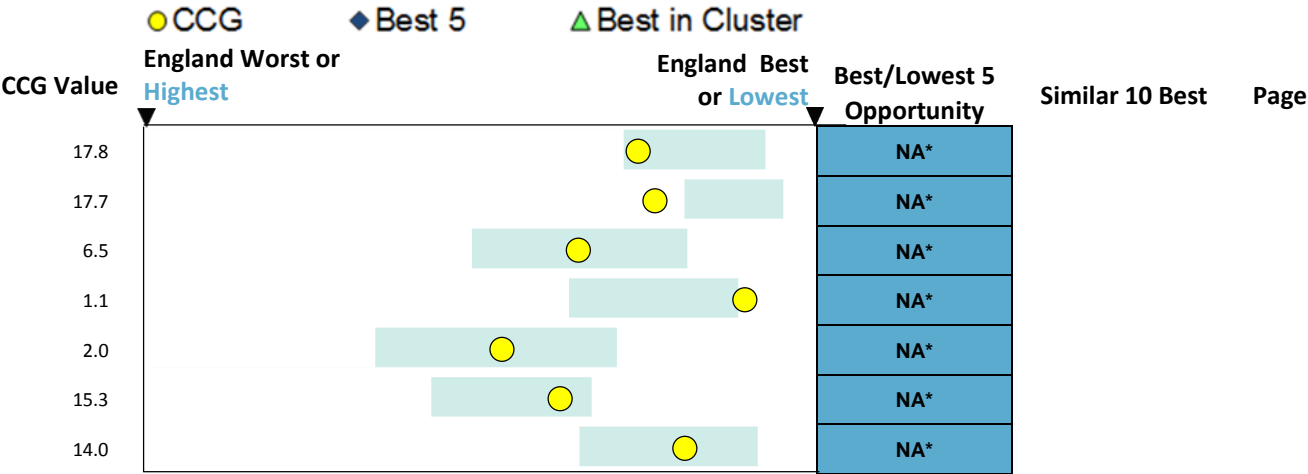 CCG Best 5 Best in Cluster
CCG Value England Worst or Highest England Best or Lowest Best/Lowest 5 Opportunity Similar 10 Best Page
17.8 NA*
17.7 NA*
6.5 NA*
1.1 NA*
2.0 NA*
15.3 NA*
14.0 NA*